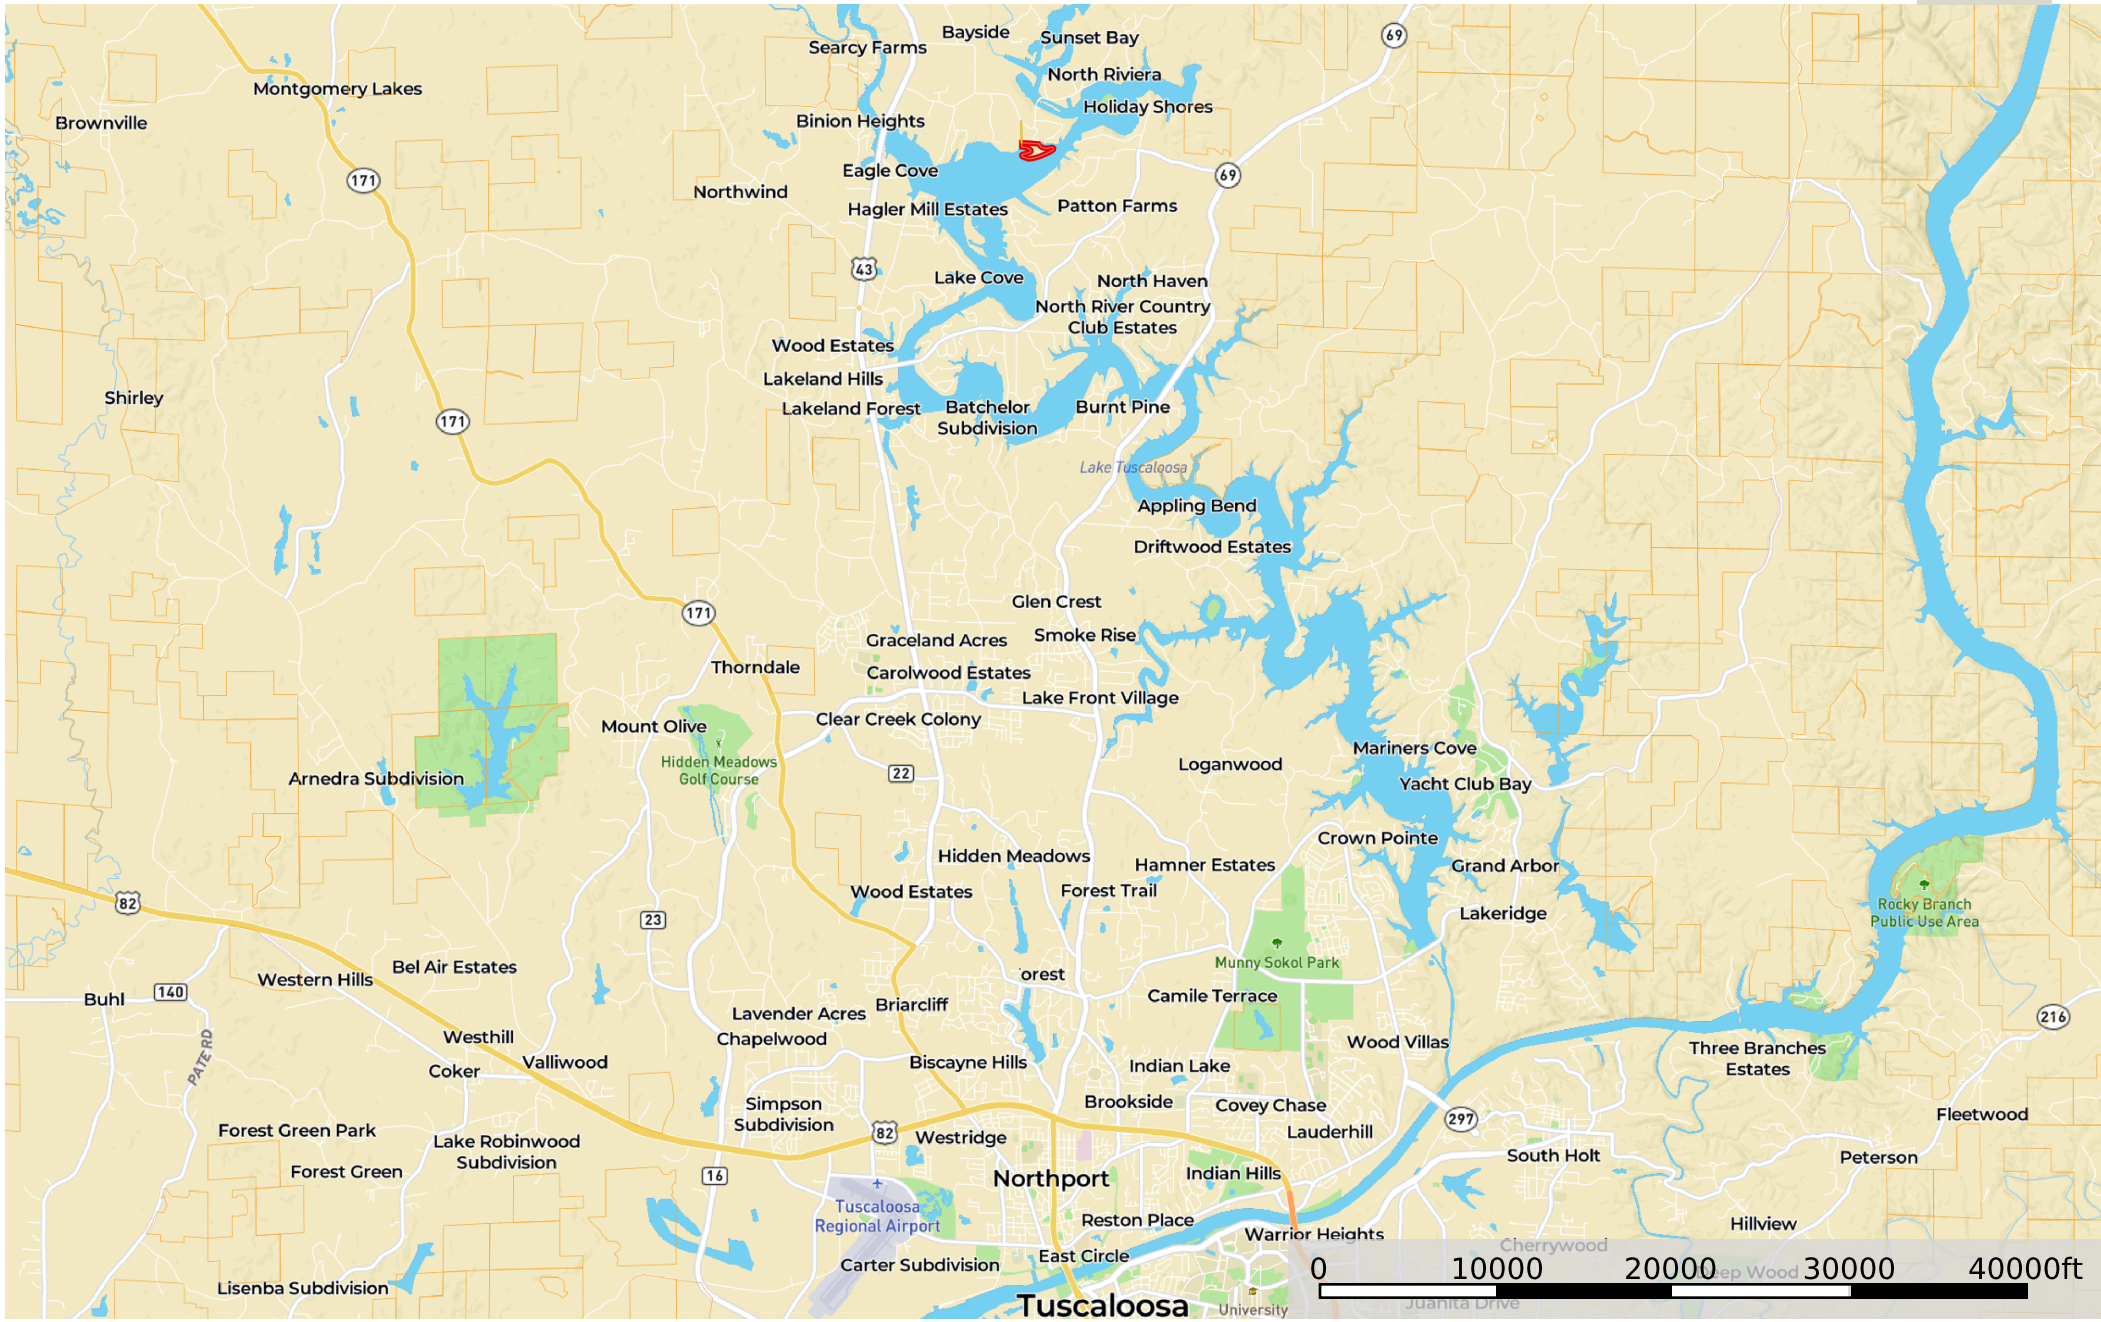 Bayside
Sunset Bay
69
Searcy Farms
North Riviera
Montgomery Lakes
Holiday Shores
Brownville
Binion Heights
171
Eagle Cove
69
Northwind
Hagler Mill Estates
Patton Farms
43
Lake Cove
North Haven
North River Country
Club Estates
Wood Estates
Lakeland Hills
Shirley
Lakeland Forest
Batchelor
Subdivision
Burnt Pine
171
Lake Tuscaloosa
Appling Bend
Driftwood Estates
171
Glen Crest
Graceland Acres
Smoke Rise
Thorndale
Carolwood Estates
Lake Front Village
Mount Olive
Clear Creek Colony
Hidden Meadows
Golf Course
22
Loganwood
Mariners Cove
Arnedra Subdivision
Yacht Club Bay
Crown Pointe
Hidden Meadows
Hamner Estates
Grand Arbor
82
Wood Estates
Forest Trail
Rocky Branch
Public Use Area
23
Lakeridge
Munny Sokol Park
Bel Air Estates
Western Hills
orest
Buhl
140
Camile Terrace
Briarcliff
Lavender Acres
216
Chapelwood
Westhill
PATE RD
Wood Villas
Three Branches
Estates
Coker
Valliwood
Biscayne Hills
Indian Lake
Simpson
Subdivision
Brookside
Covey Chase
297
Fleetwood
Forest Green Park
82
Westridge
Lauderhill
Lake Robinwood
Subdivision
South Holt
Peterson
Forest Green
16
Northport
Indian Hills
Tuscaloosa
Regional Airport
Reston Place
Hillview
Warrior Heights
Cherrywood
Carter Subdivision
East Circle
0 10000 20000 30000 40000ft
Deep Wood
Lisenba Subdivision
Tuscaloosa
University
Juanita Drive